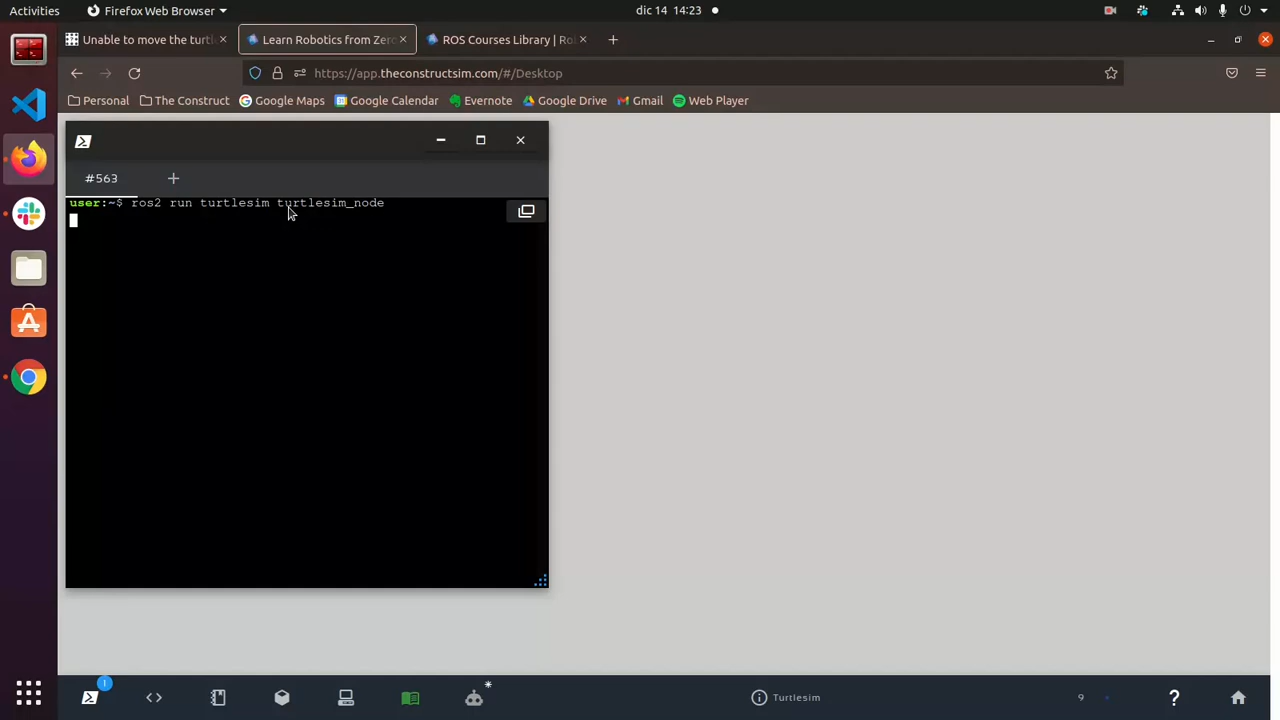 Activities
Firefox Web Browser
dic 14 14:23
Unable to move the turtl
Learn Robotics from Zero
ROS Courses Library | Ro
https://app.theconstructsim.com/#/Desktop
Personal
The Construct
Google Maps
Google Calendar
Evernote
Google Drive
Gmail
Web Player
#563
user:~$ ros2 run turtlesim turtlesim_node
1
Turtlesim
9
?